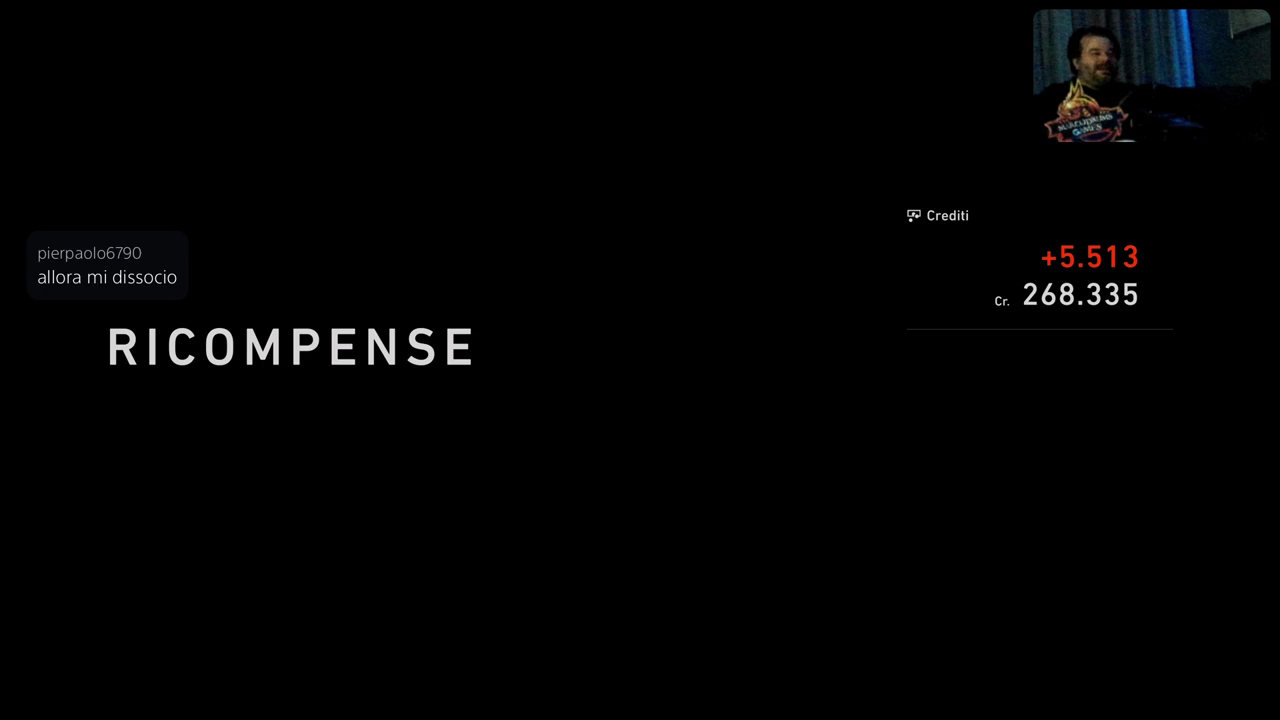 Crediti
pierpaolo6790
+5.513
allora mi dissocio
Cr. 268.335
RICOMPENSE